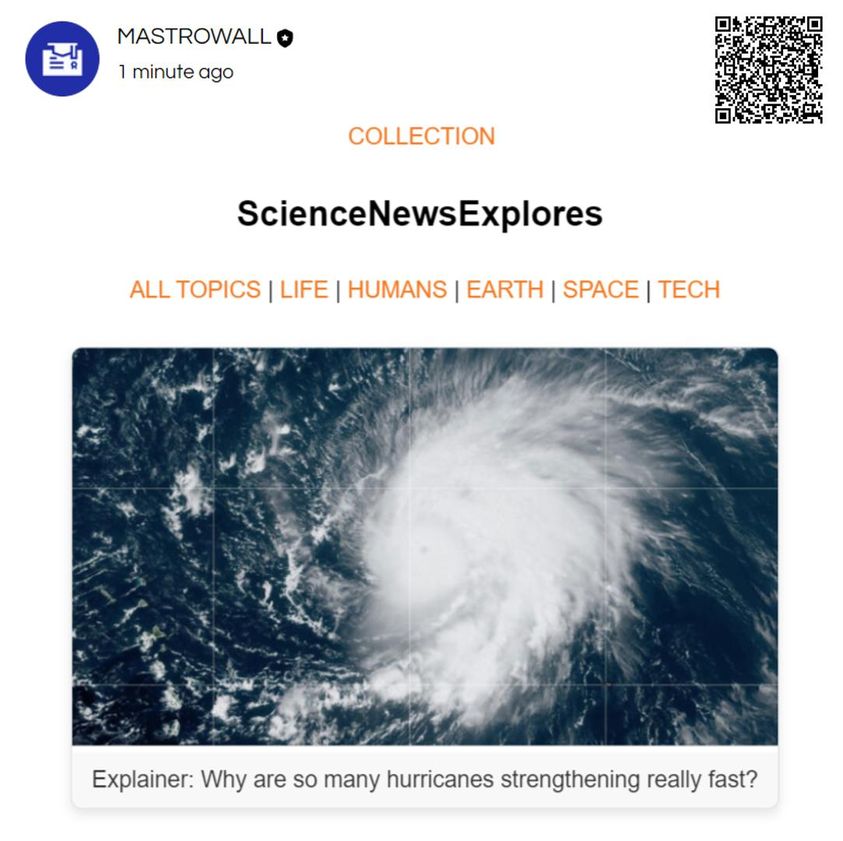 MASTROWALL
1 minute ago
COLLECTION
ScienceNewsExplores
ALL TOPICS | LIFE | HUMANS | EARTH | SPACE | TECH
Explainer: Why are so many hurricanes strengthening really fast?